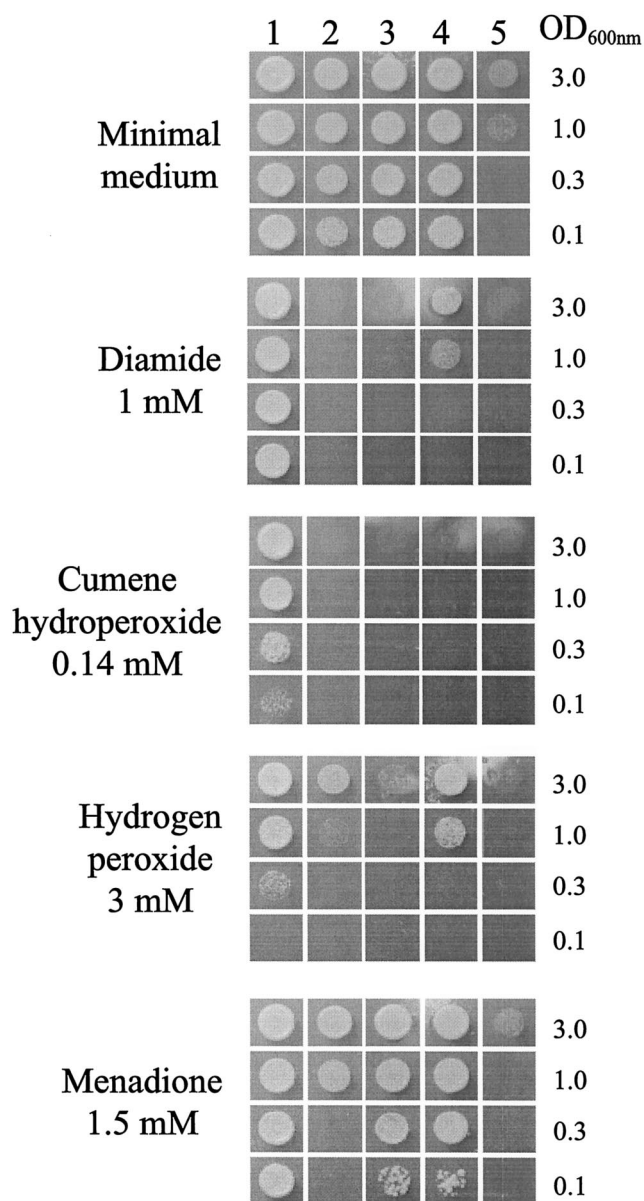 1 2 3 4 5 OD600nm
3.0
Minimal medium
1.0
0.3
0.1
Diamide
1 mM
3.0
1.0
0.3
0.1
Cumene
hydroperoxide
0.14 mM
3.0
1.0
0.3
0.1
Hydrogen
peroxide
3 mM
3.0
1.0
0.3
0.1
Menadione
1.5 mM
3.0
1.0
0.3
0.1